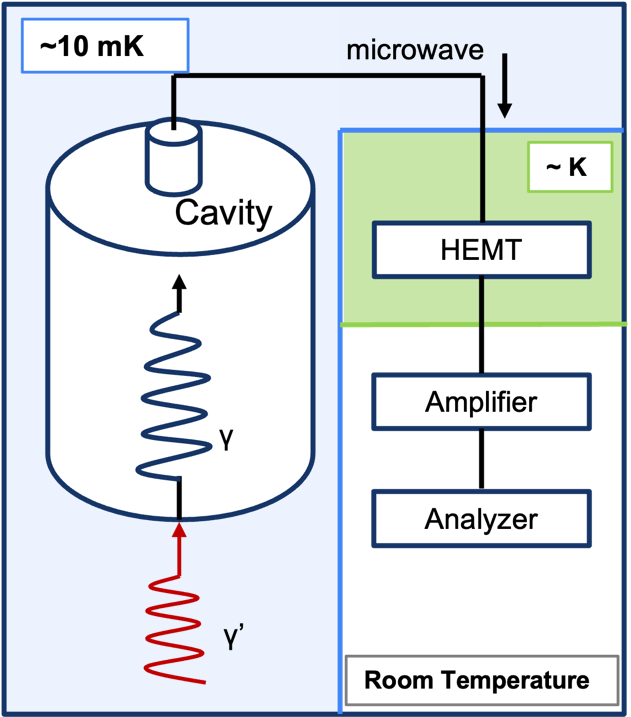 ~10 mK
microwave
~ K
Cavity
HEMT
γ
Amplifier
Analyzer
γ’
Room Temperature